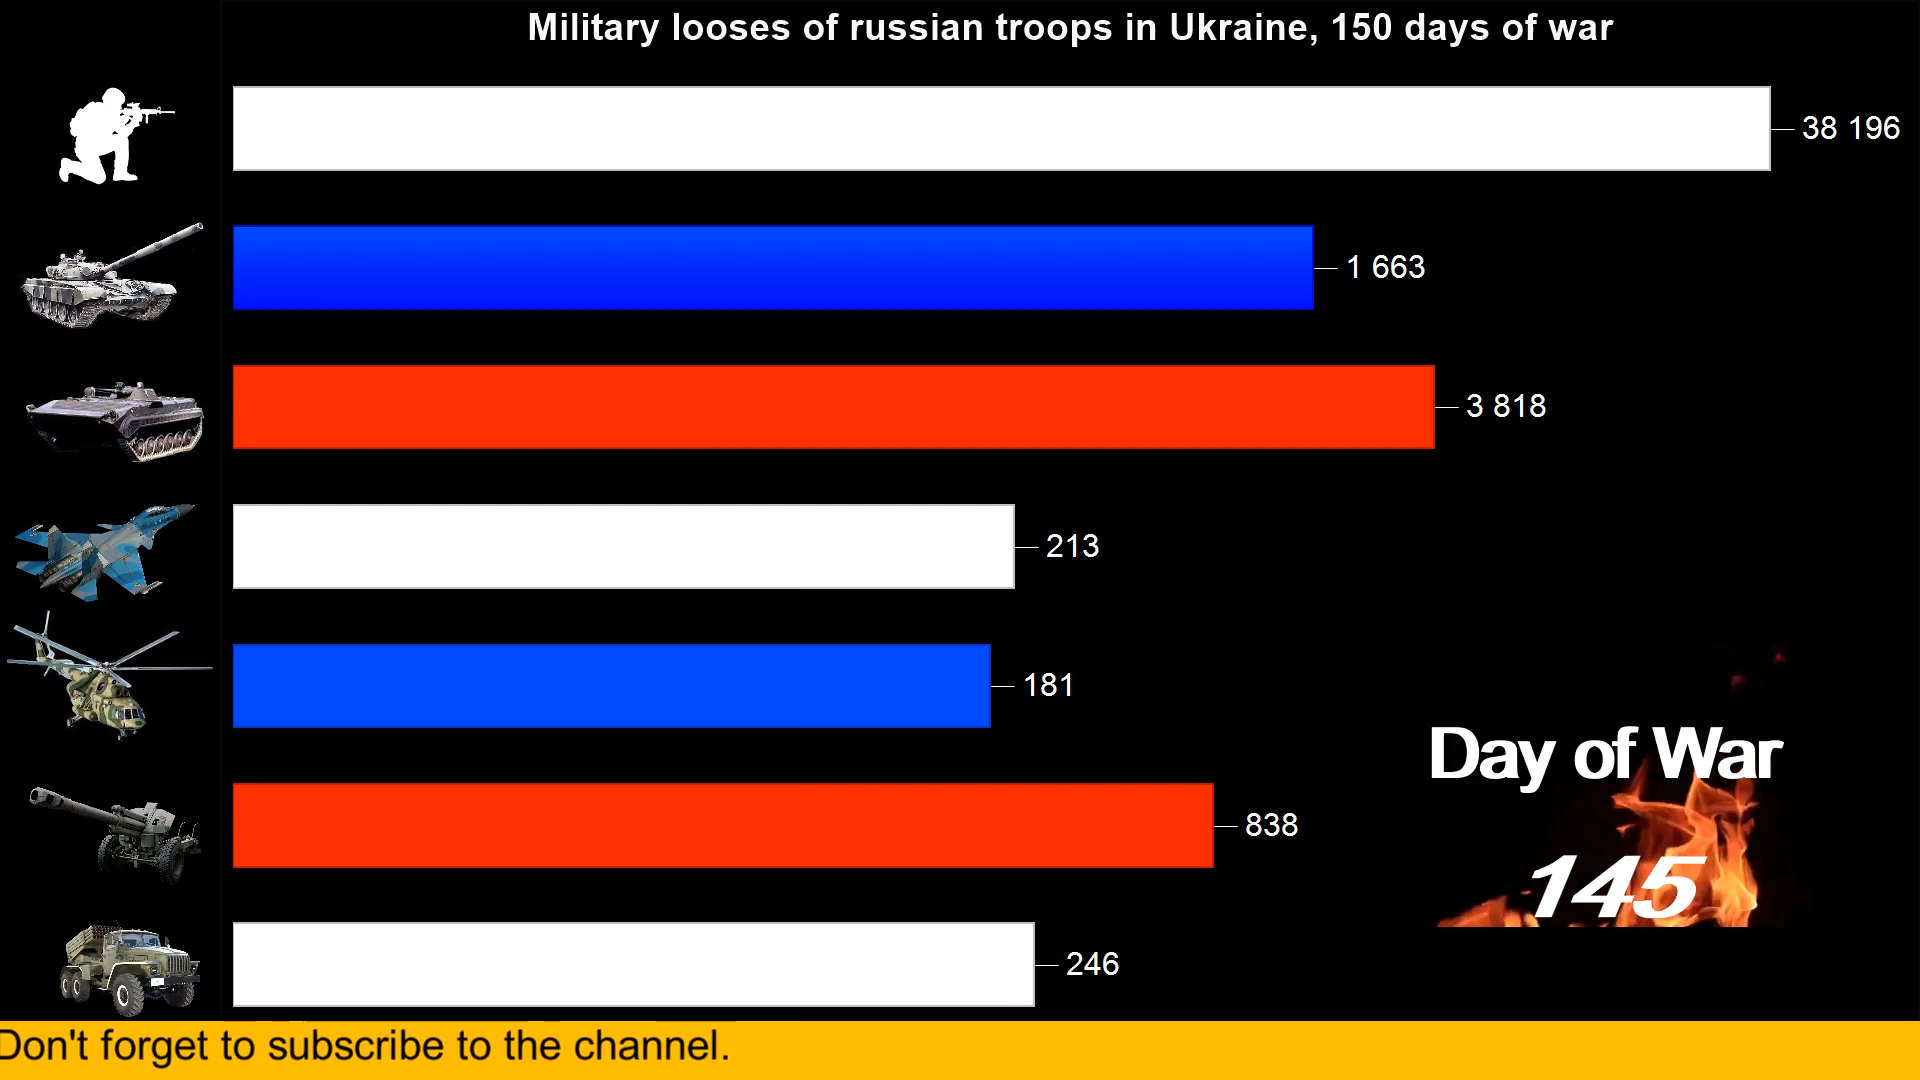 Military looses of russian troops in Ukraine, 150 days of war
38 196
1 663
3 818
213
181
838
246
Day of War
145
Don't forget to subscribe to the channel.